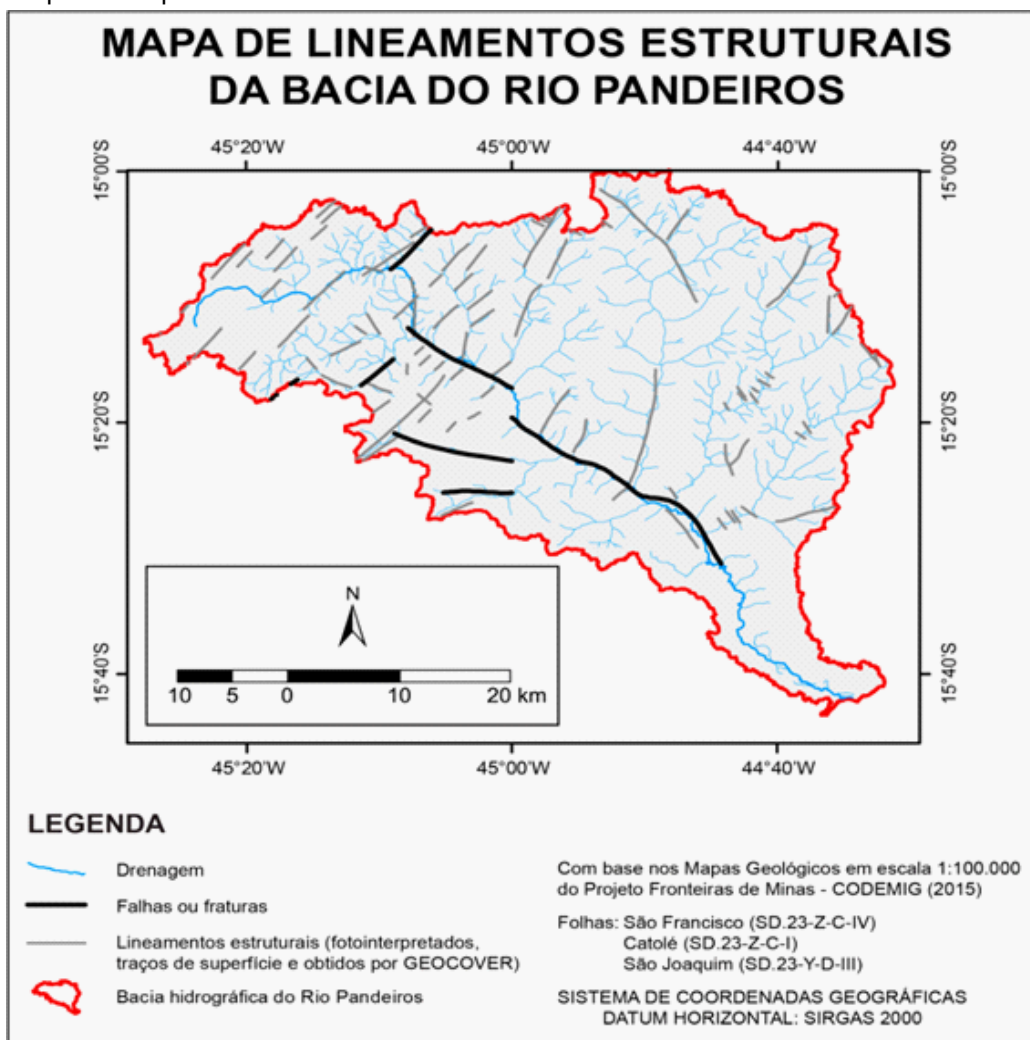 MAPA DE LINEAMENTOS ESTRUTURAIS
DA BACIA DO RIO PANDEIROS
45°20'W 45°00'W 44°40'W
15°00'S 15°00'S
15°20'S 15°20'S
N
10 5 0 10 20 km
15°40'S 15°40'S
45°20'W 45°00'W 44°40'W
LEGENDA
Drenagem
Falhas ou fraturas
Lineamentos estruturais (fotointerpretados,
traços de superfície e obtidos por GEOCOVER)
Bacia hidrográfica do Rio Pandeiros
Com base nos Mapas Geológicos em escala 1:100.000
do Projeto Fronteiras de Minas - CODEMIG (2015)
Folhas: São Francisco (SD.23-Z-C-IV)
Catolé (SD.23-Z-C-I)
São Joaquim (SD.23-Y-D-III)
SISTEMA DE COORDENADAS GEOGRÁFICAS
DATUM HORIZONTAL: SIRGAS 2000